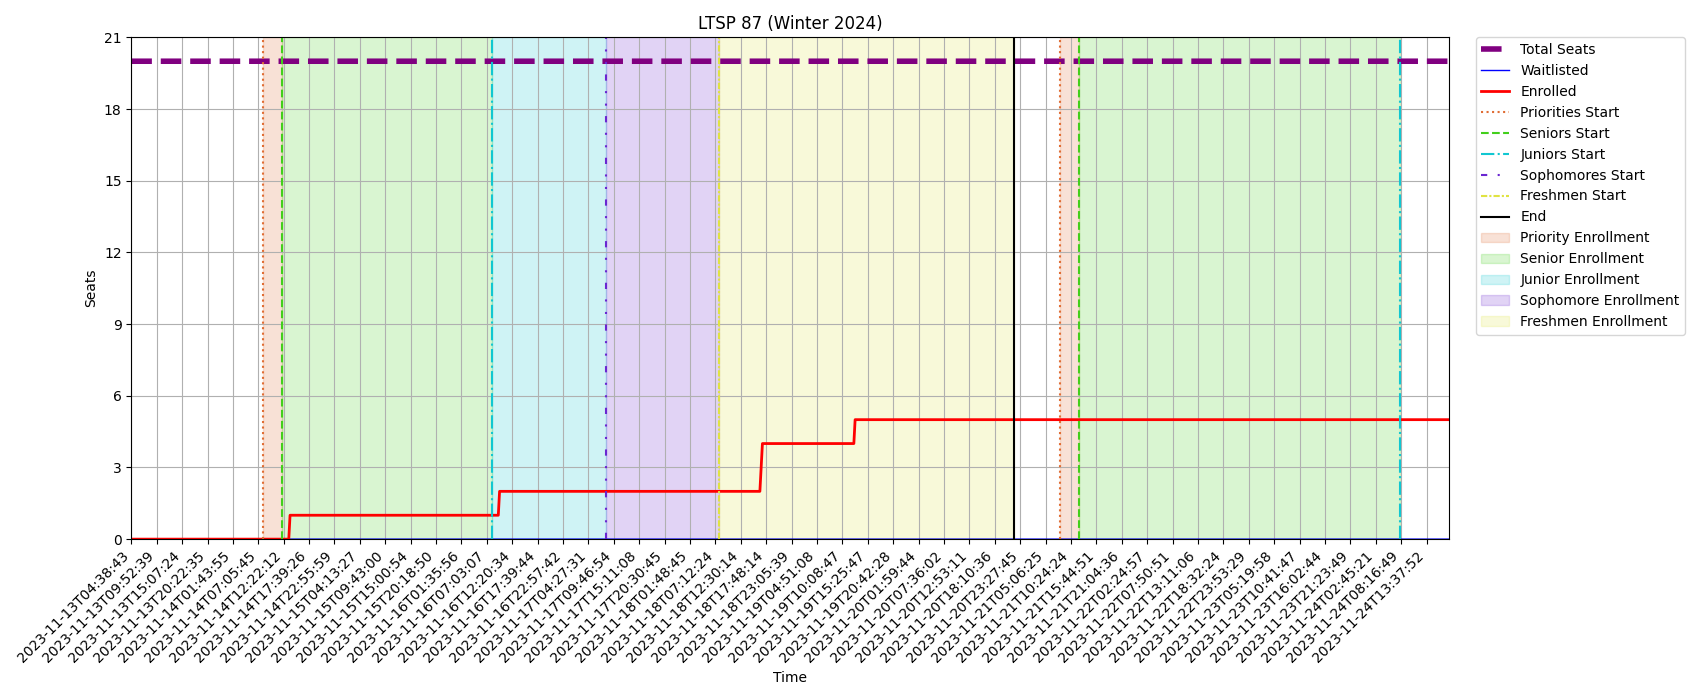 LTSP 87 (Winter 2024)
Seats
21
18
15
12
9
6
3
0
2023-11-13T04:38:43
2023-11-13T09:52:39
2023-11-13T15:07:24
2023-11-13T20:22:35
2023-11-14T01:43:55
2023-11-14T07:05:45
2023-11-14T12:22:12
2023-11-14T17:39:26
2023-11-14T22:55:59
2023-11-15T04:13:27
2023-11-15T09:43:00
2023-11-15T15:00:54
2023-11-15T20:18:50
2023-11-16T01:35:56
2023-11-16T07:03:07
2023-11-16T12:20:34
2023-11-16T17:39:44
2023-11-16T22:57:42
2023-11-17T04:27:31
2023-11-17T09:46:54
2023-11-17T15:11:08
2023-11-17T20:30:45
2023-11-18T01:48:45
2023-11-18T07:12:24
2023-11-18T12:30:14
2023-11-18T17:48:14
2023-11-18T23:05:39
2023-11-19T04:51:08
2023-11-19T10:08:47
2023-11-19T15:25:47
2023-11-19T20:42:28
2023-11-20T01:59:44
2023-11-20T07:36:02
2023-11-20T12:53:11
2023-11-20T18:10:36
2023-11-20T23:27:45
2023-11-21T05:06:25
2023-11-21T10:24:24
2023-11-21T15:44:51
2023-11-21T21:04:36
2023-11-22T02:24:57
2023-11-22T07:50:51
2023-11-22T13:11:06
2023-11-22T18:32:24
2023-11-22T23:53:29
2023-11-23T05:19:58
2023-11-23T10:41:47
2023-11-23T16:02:44
2023-11-23T21:23:49
2023-11-24T02:45:21
2023-11-24T08:16:49
2023-11-24T13:37:52
Time
Total Seats
Waitlisted
Enrolled
Priorities Start
Seniors Start
Juniors Start
Sophomores Start
Freshmen Start
End
Priority Enrollment
Senior Enrollment
Junior Enrollment
Sophomore Enrollment
Freshmen Enrollment